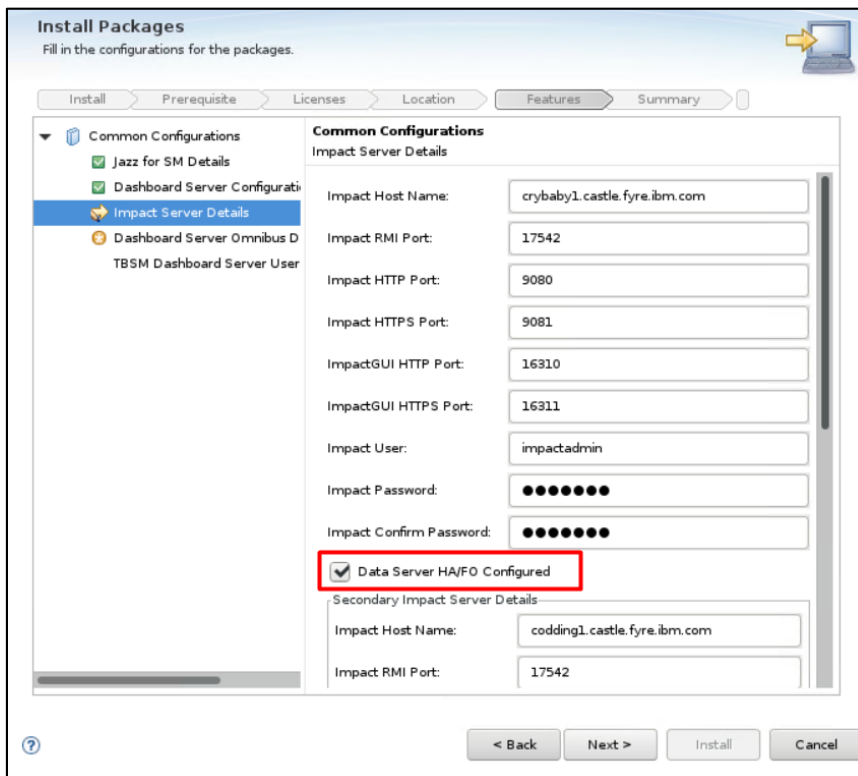 Install Packages
Fill in the configurations for the packages.
Install Prerequisite Licenses Location Features Summary
Common Configurations
Jazz for SM Details
Dashboard Server Configurati
Impact Server Details
Dashboard Server Omnibus D
TBSM Dashboard Server User
Common Configurations
Impact Server Details
Impact Host Name: crybaby1.castle.fyre.ibm.com
Impact RMI Port: 17542
Impact HTTP Port: 9080
Impact HTTPS Port: 9081
ImpactGUI HTTP Port: 16310
ImpactGUI HTTPS Port: 16311
Impact User: impactadmin
Impact Password: ●●●●●●●
Impact Confirm Password: ●●●●●●●
Data Server HA/FO Configured
Secondary Impact Server Details
Impact Host Name: codding1.castle.fyre.ibm.com
Impact RMI Port: 17542
? < Back Next > Install Cancel